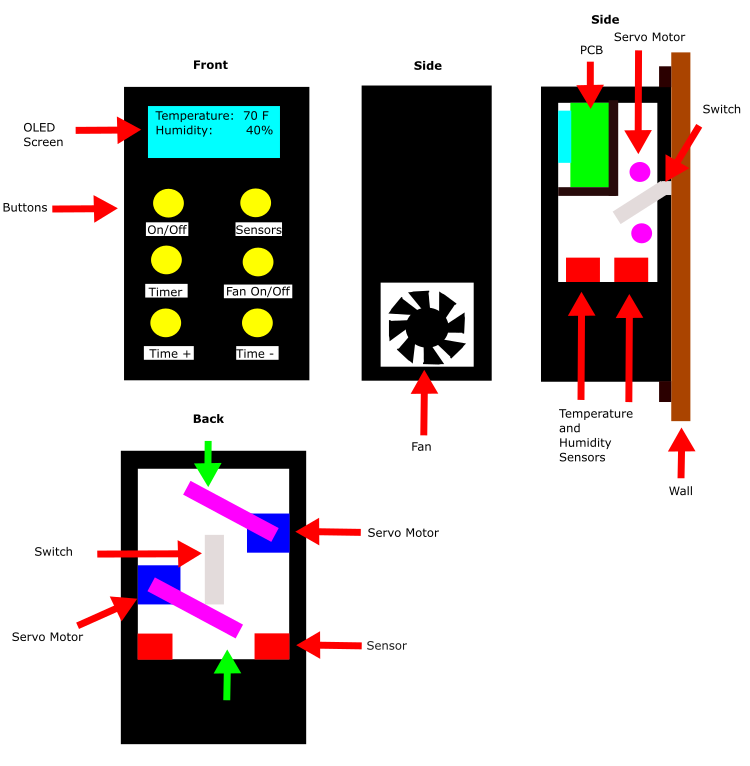 Side
Front
Side
Servo Motor
PCB
Switch
OLED
Screen
Temperature: 70 F
Humidity: 40%
Buttons
On/Off
Sensors
Timer
Fan On/Off
Time +
Time -
Fan
Temperature
and
Humidity
Sensors
Wall
Back
Servo Motor
Switch
Servo Motor
Sensor